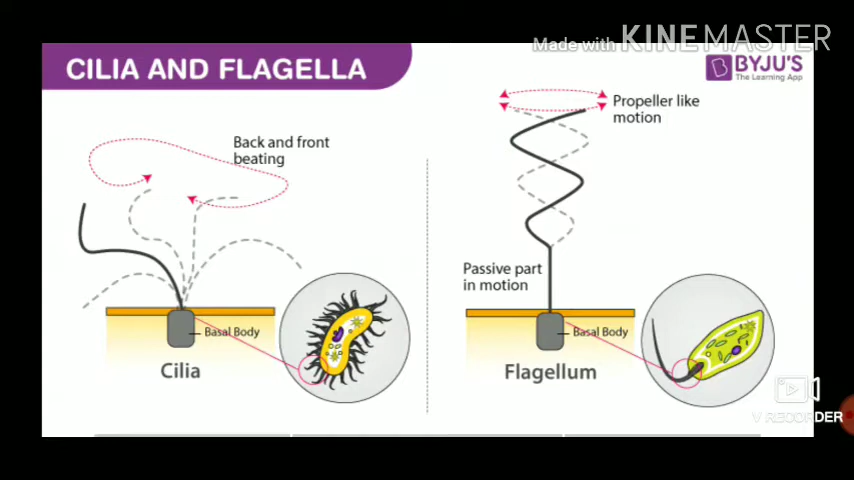 Made with KINEMASTER
CILIA AND FLAGELLA
BYJU'S
The Learning App
Back and front
beating
Basal Body
Cilia
Propeller like
motion
Passive part
in motion
Basal Body
Flagellum
V RECORDER